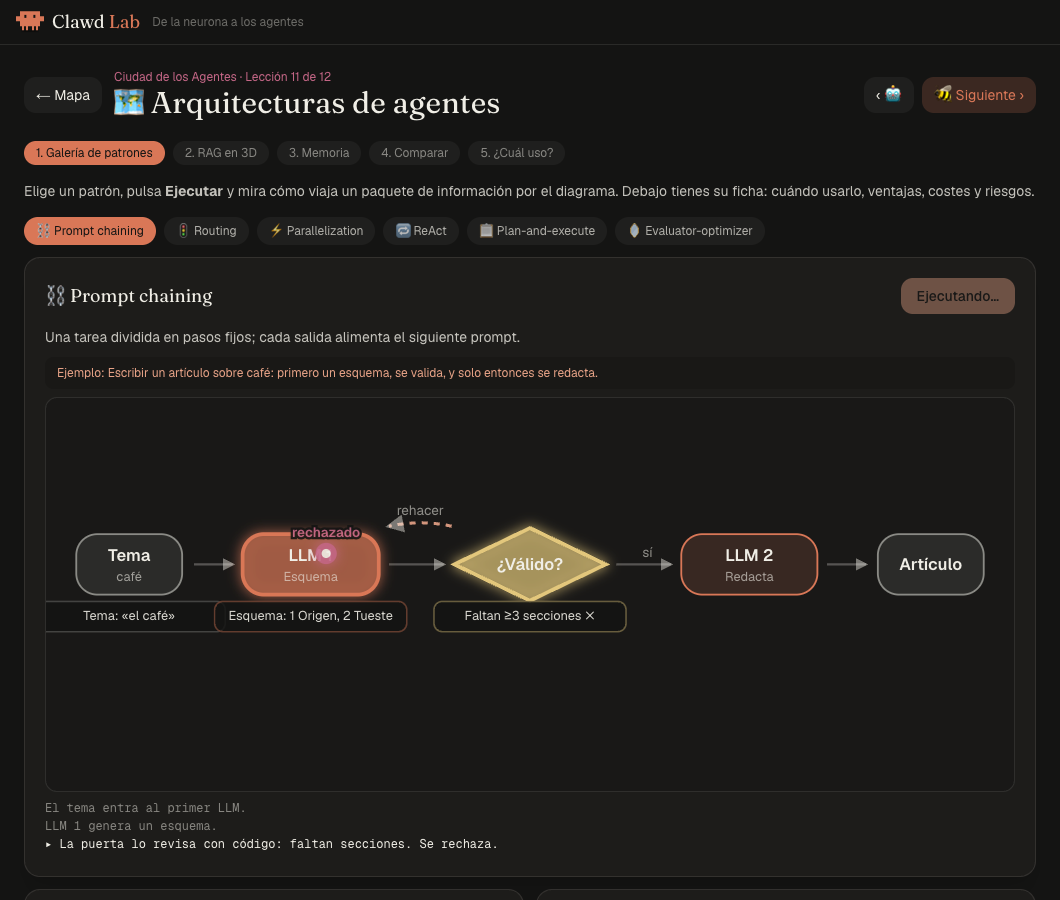 Clawd Lab De la neurona a los agentes
← Mapa
Ciudad de los Agentes · Lección 11 de 12
Arquitecturas de agentes
‹
Siguiente ›
1. Galería de patrones
2. RAG en 3D
3. Memoria
4. Comparar
5. ¿Cuál uso?
Elige un patrón, pulsa Ejecutar y mira cómo viaja un paquete de información por el diagrama. Debajo tienes su ficha: cuándo usarlo, ventajas, costes y riesgos.
Prompt chaining
Routing
Parallelization
ReAct
Plan-and-execute
Evaluator-optimizer
Prompt chaining
Ejecutando…
Una tarea dividida en pasos fijos; cada salida alimenta el siguiente prompt.
Ejemplo: Escribir un artículo sobre café: primero un esquema, se valida, y solo entonces se redacta.
rehacer
rechazado
Tema
café
LLM
Esquema
¿Válido?
sí
LLM 2
Redacta
Artículo
Tema: «el café»
Esquema: 1 Origen, 2 Tueste
Faltan ≥3 secciones ✕
El tema entra al primer LLM.
LLM 1 genera un esquema.
▸ La puerta lo revisa con código: faltan secciones. Se rechaza.